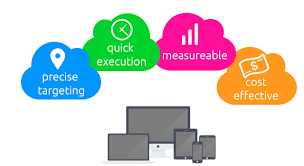 precise
targeting
quick
execution
measureable
cost
effective